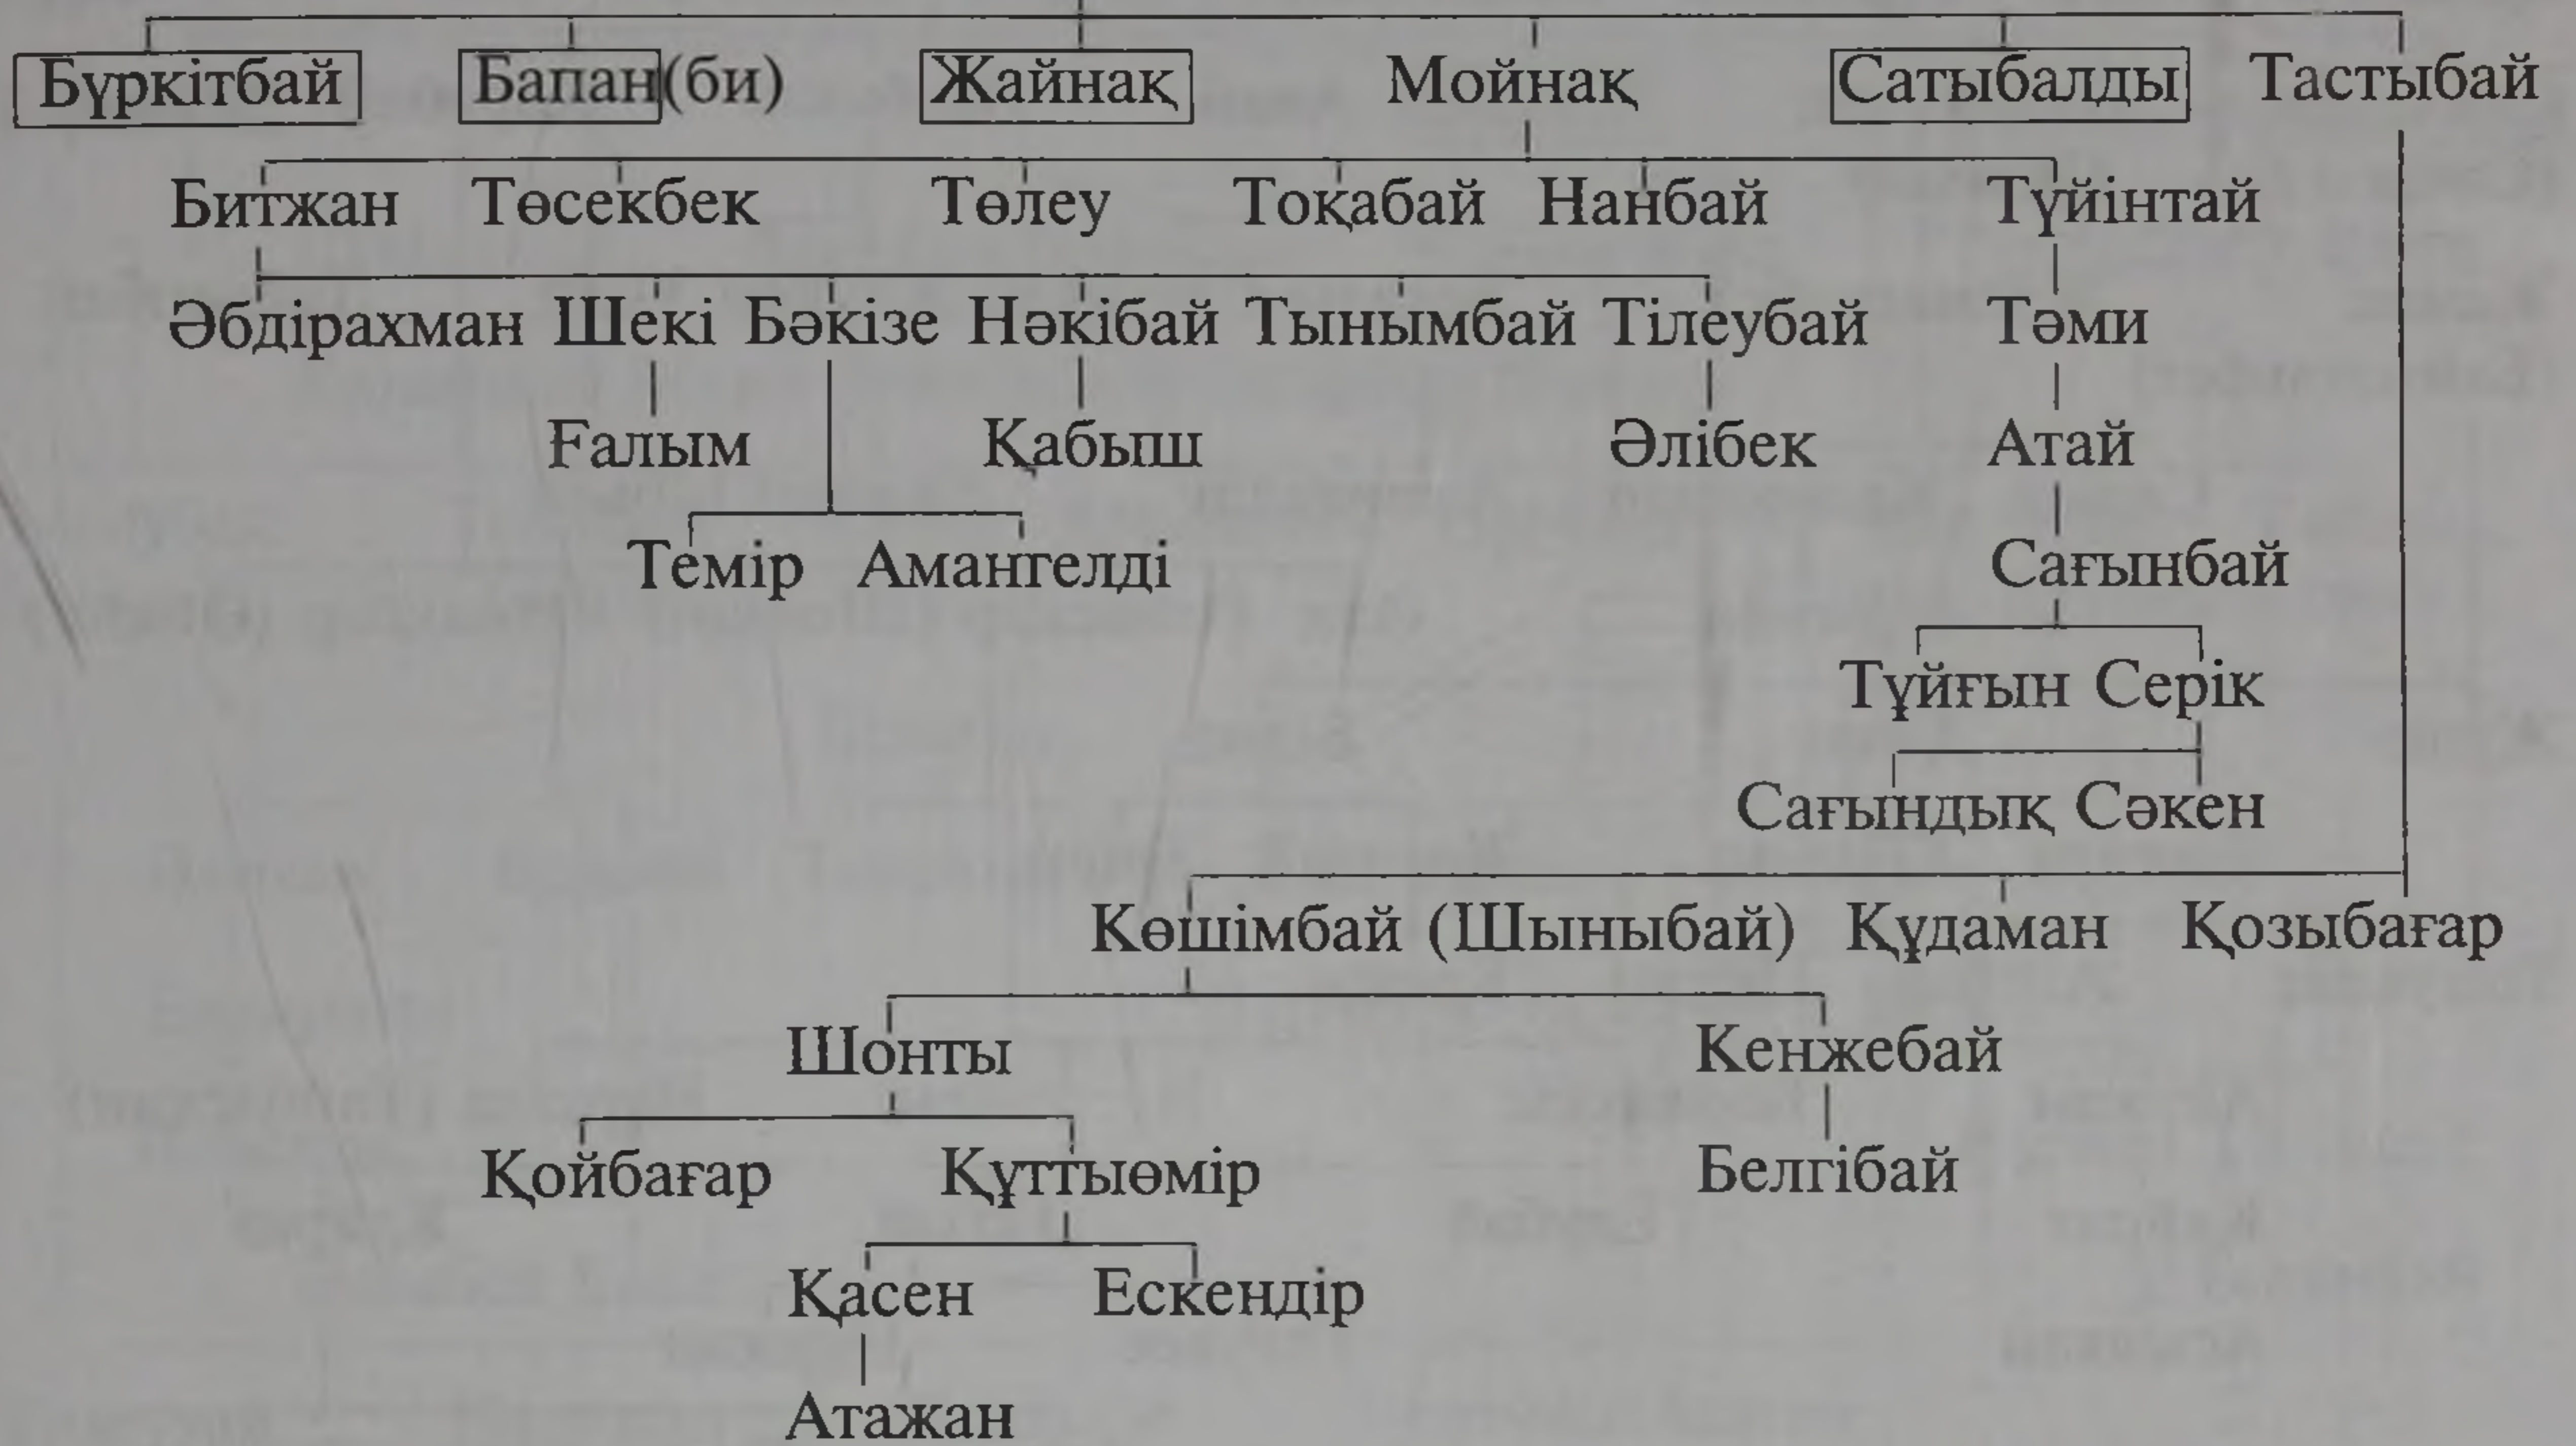 Бүркітбай Бапан(би) Жайнақ Мойнақ Сатыбалды Тастыбай
Битжан Төсекбек Төлеу Тоқабай Нанбай Түйінтай
Әбдірахман Шекі Бәкізе Нәкібай Тынымбай Тілеубай Тәми
Ғалым Қабыш Әлібек Атай
Темір Амангелді Сағынбай
Тұйғын Серік
Сағындық Сәкен
Көшімбай (Шыныбай) Құдаман Қозыбағар
Шонты Кенжебай
Қойбағар Құттыөмір Белгібай
Қасен Ескендір
Атажан